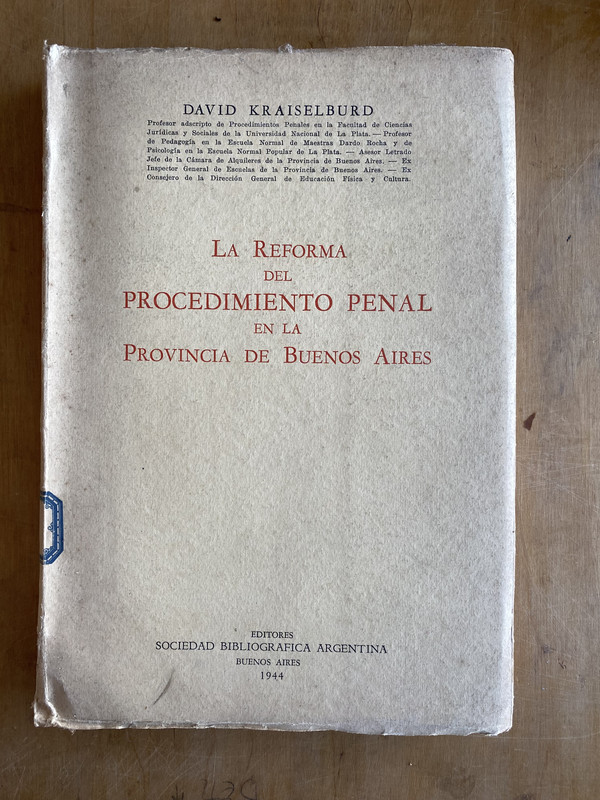 DAVID KRAISELBURD
Profesor adscripto de Procedimientos Penales en la Facultad de Ciencias
Jurídicas y Sociales de la Universidad Nacional de La Plata. — Profesor
de Pedagogía en la Escuela Normal de Maestras Dardo Rocha y de
Psicología en la Escuela Normal Popular de La Plata. — Asesor Letrado
Jefe de la Cámara de Alquileres de la Provincia de Buenos Aires. — Ex
Inspector General de Escuelas de la Provincia de Buenos Aires. — Ex
Consejero de la Dirección General de Educación Física y Cultura.
LA REFORMA
DEL
PROCEDIMIENTO PENAL
EN LA
PROVINCIA DE BUENOS AIRES
EDITORES
SOCIEDAD BIBLIOGRAFICA ARGENTINA
BUENOS AIRES
1944